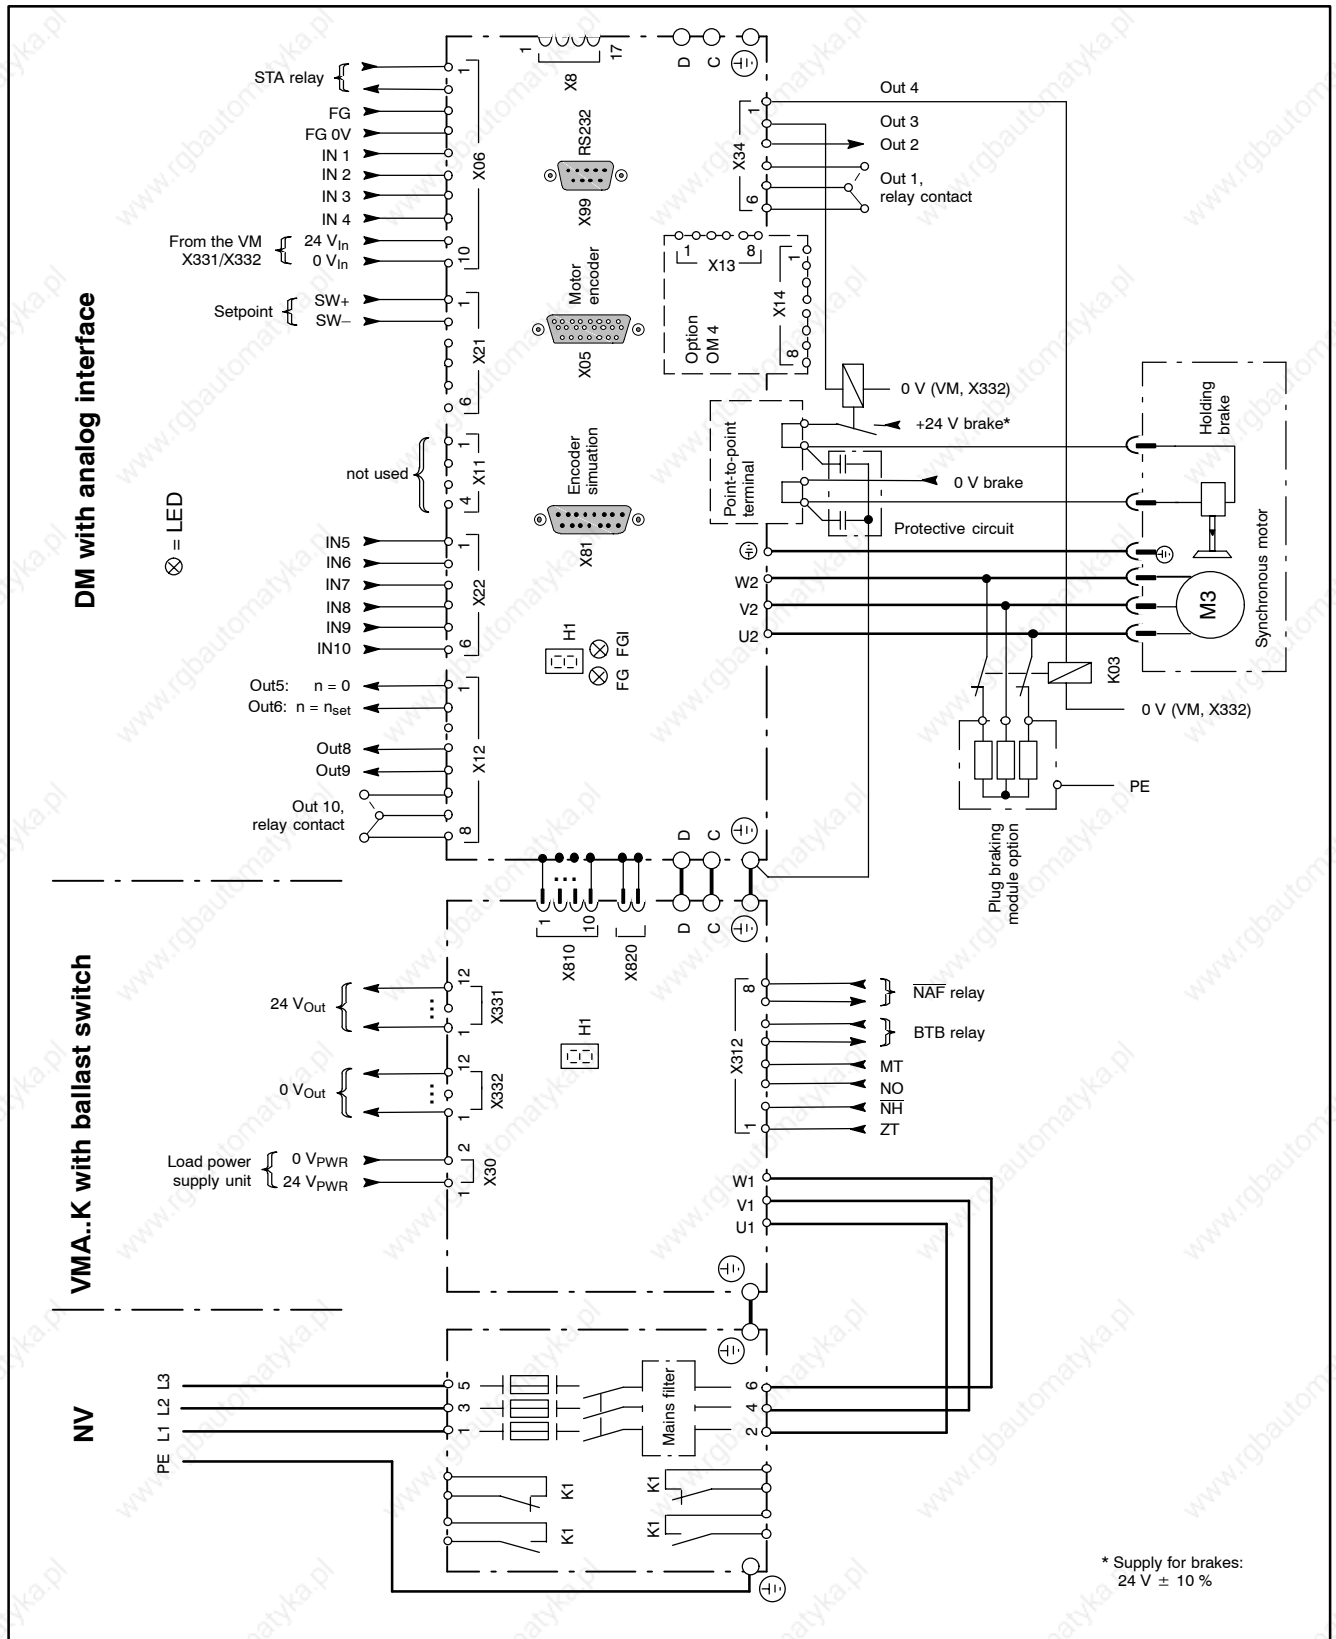 DM with analog interface
⊗ = LED
STA relay
FG
FG 0V
IN 1
IN 2
IN 3
IN 4
From the VM
X331/X332
24 VIn
0 VIn
1
X06
10
Setpoint
SW+
SW–
1
X21
6
not used
1
X11
4
IN5
IN6
IN7
IN8
IN9
IN10
1
X22
6
Out5: n = 0
Out6: n = nset
Out8
Out9
Out 10,
relay contact
1
X12
8
1
17
X8
D
C
RS232
X99
Motor
encoder
X05
Encoder
simuation
X81
H1
FG
FGI
1
X34
6
Out 4
Out 3
Out 2
Out 1,
relay contact
1
8
X13
1
X14
8
Option
OM 4
0 V (VM, X332)
+24 V brake*
0 V brake
Point-to-point
terminal
Protective circuit
W2
V2
U2
Holding
brake
M3
Synchronous motor
K03
0 V (VM, X332)
PE
Plug braking
module option
D
C
VMA..K with ballast switch
1
...
10
X810
X820
D
C
24 VOut
12
...
1
X331
0 VOut
12
...
1
X332
Load power
supply unit
0 VPWR
24 VPWR
2
1
X30
H1
8
X312
1
NAF relay
BTB relay
MT
NO
NH
ZT
W1
V1
U1
NV
L3
L2
L1
PE
5
3
1
Mains filter
6
4
2
K1
K1
K1
K1
* Supply for brakes:
24 V ± 10 %
www.rgbautomatyka.pl